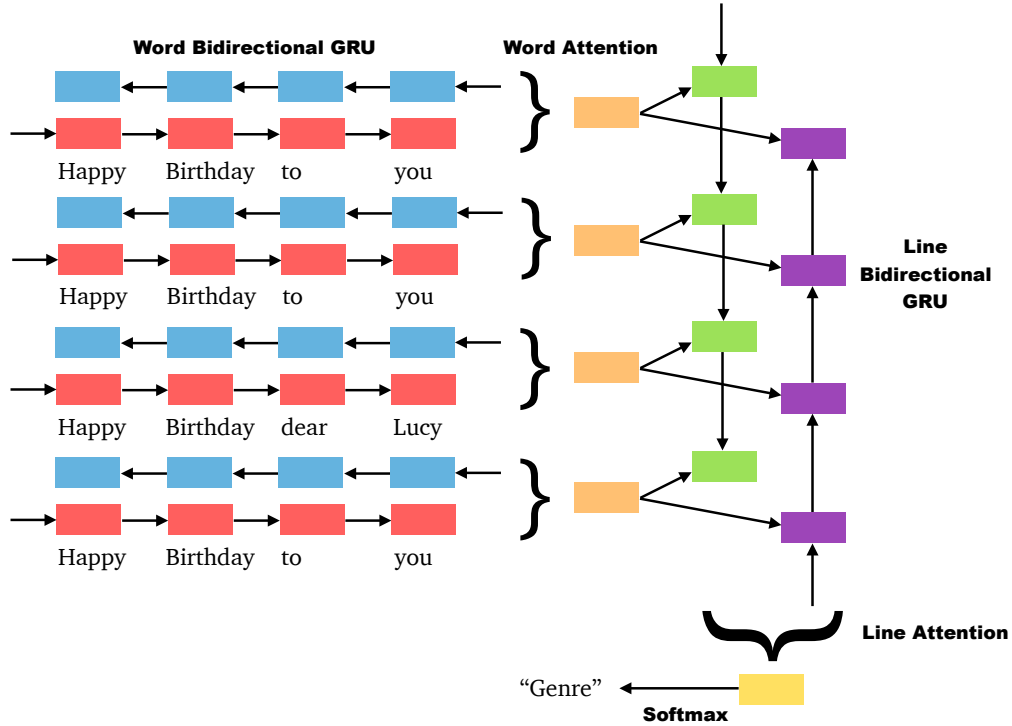 Word Bidirectional GRU
Word Attention
Happy Birthday to you
Happy Birthday to you
Line
Bidirectional
GRU
Happy Birthday dear Lucy
Happy Birthday to you
Line Attention
“Genre”
Softmax